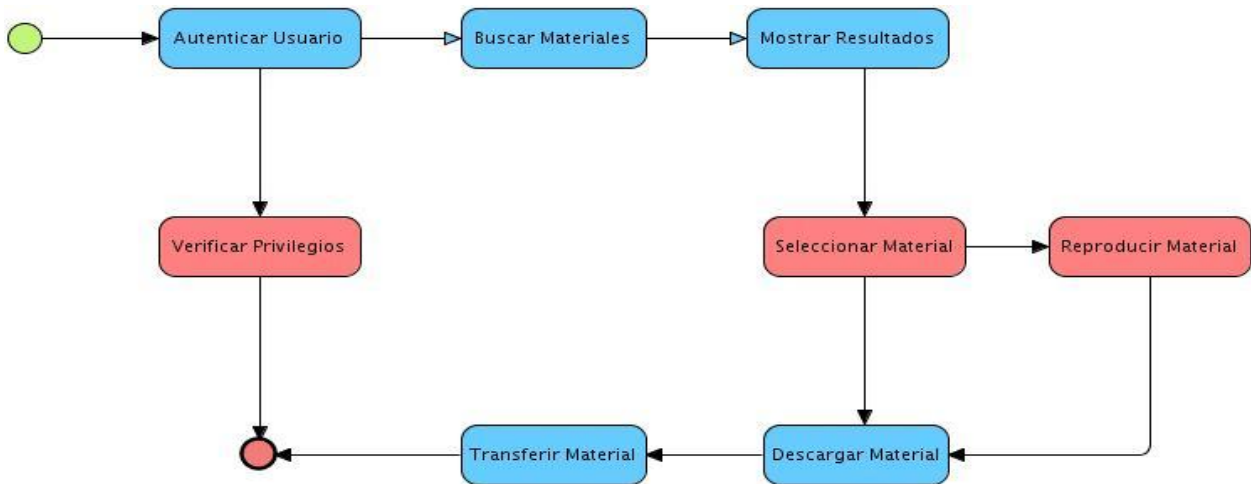 Autenticar Usuario
Buscar Materiales
Mostrar Resultados
Verificar Privilegios
Seleccionar Material
Reproducir Material
Transferir Material
Descargar Material